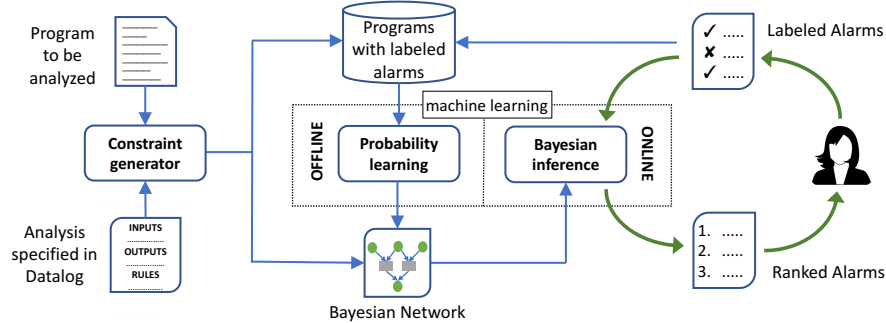 Program
to be
analyzed
Constraint
generator
Analysis
specified in
Datalog
INPUTS
..............
OUTPUTS
..............
RULES
..............
Programs
with labeled
alarms
machine learning
OFFLINE
Probability
learning
Bayesian
inference
ONLINE
Bayesian Network
✓ .....
✘ .....
✓ .....
Labeled Alarms
1. .....
2. .....
3. .....
Ranked Alarms